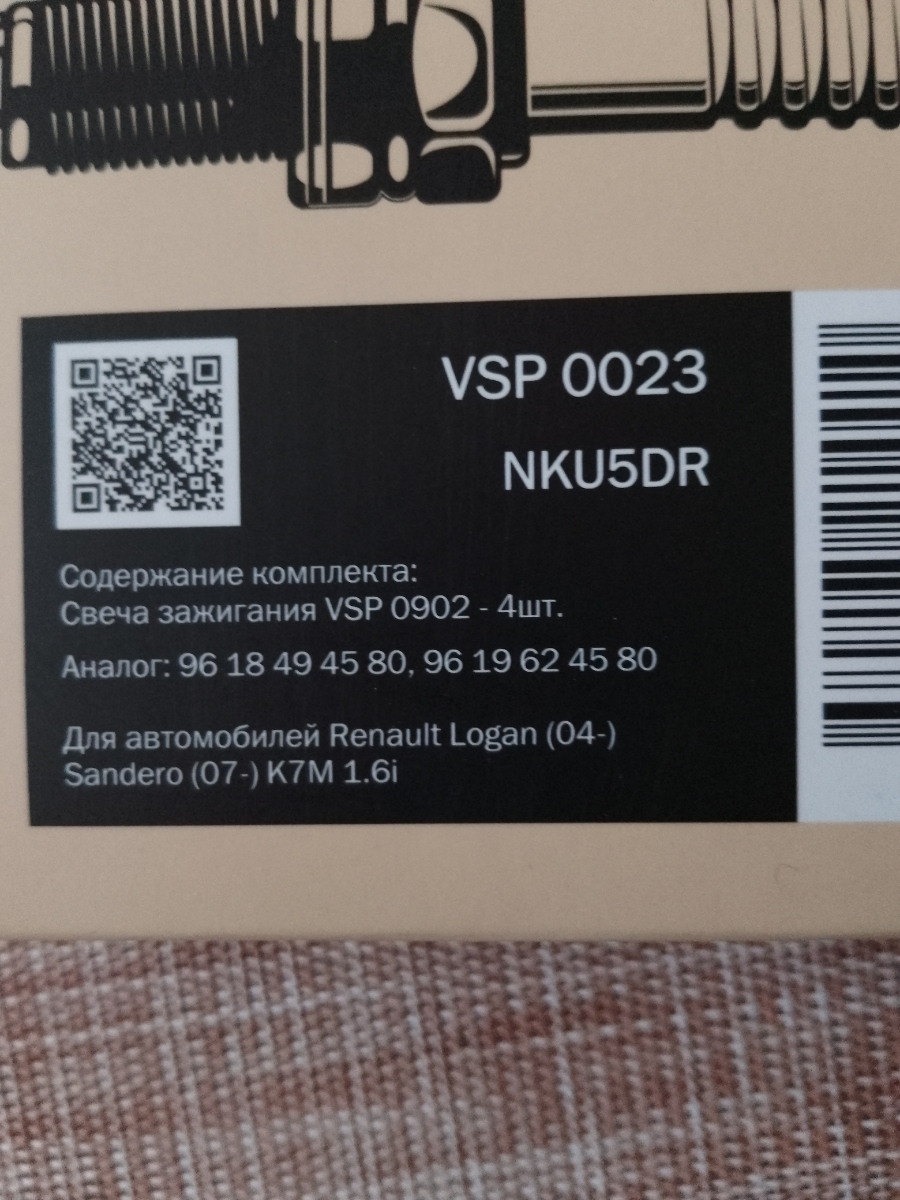 VSP 0023
NKU5DR
Содержание комплекта:
Свеча зажигания VSP 0902 - 4шт.
Аналог: 96 18 49 45 80, 96 19 62 45 80
Для автомобилей Renault Logan (04-)
Sandero (07-) K7M 1.6i